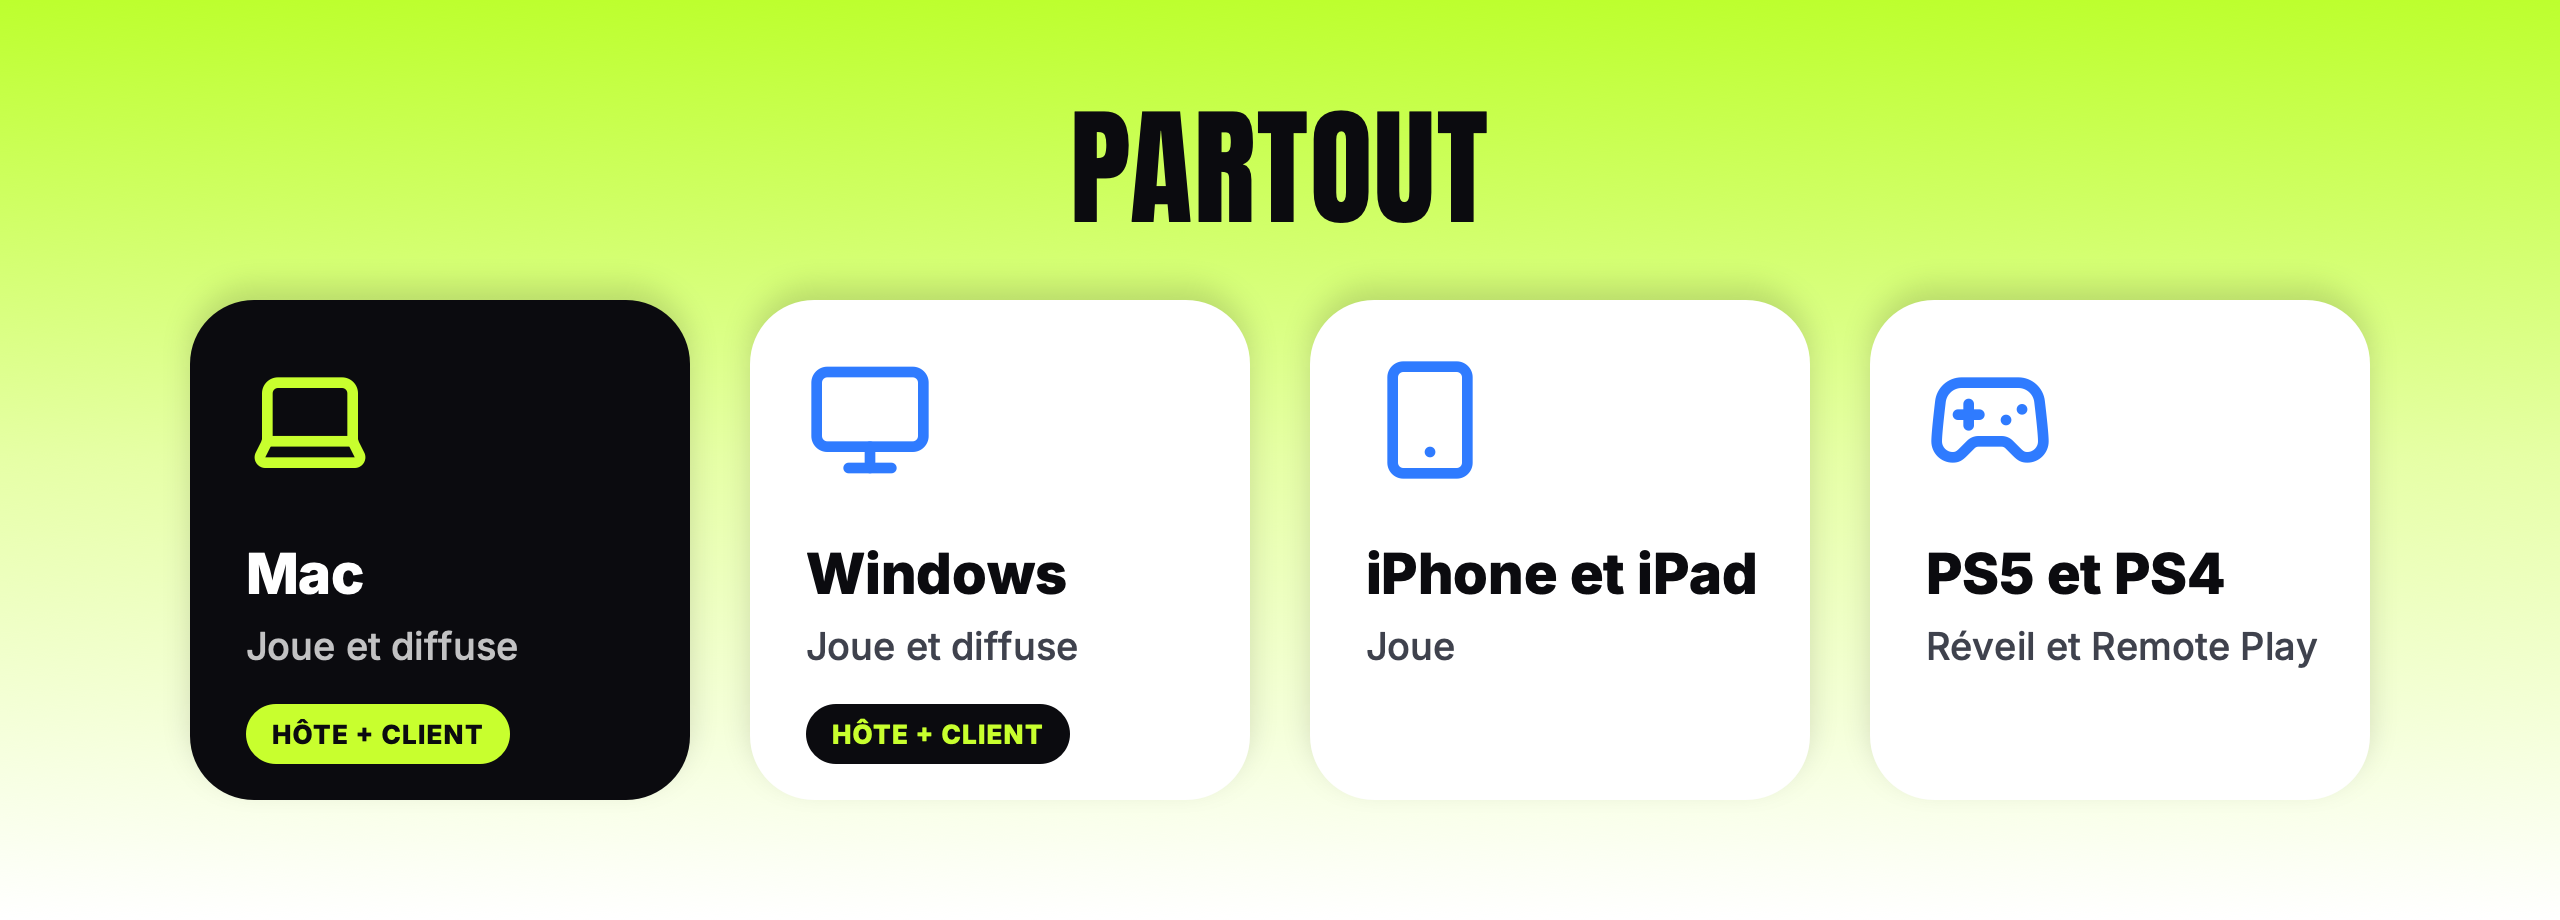 PARTOUT
Mac
Joue et diffuse
HÔTE + CLIENT
Windows
Joue et diffuse
HÔTE + CLIENT
iPhone et iPad
Joue
PS5 et PS4
Réveil et Remote Play